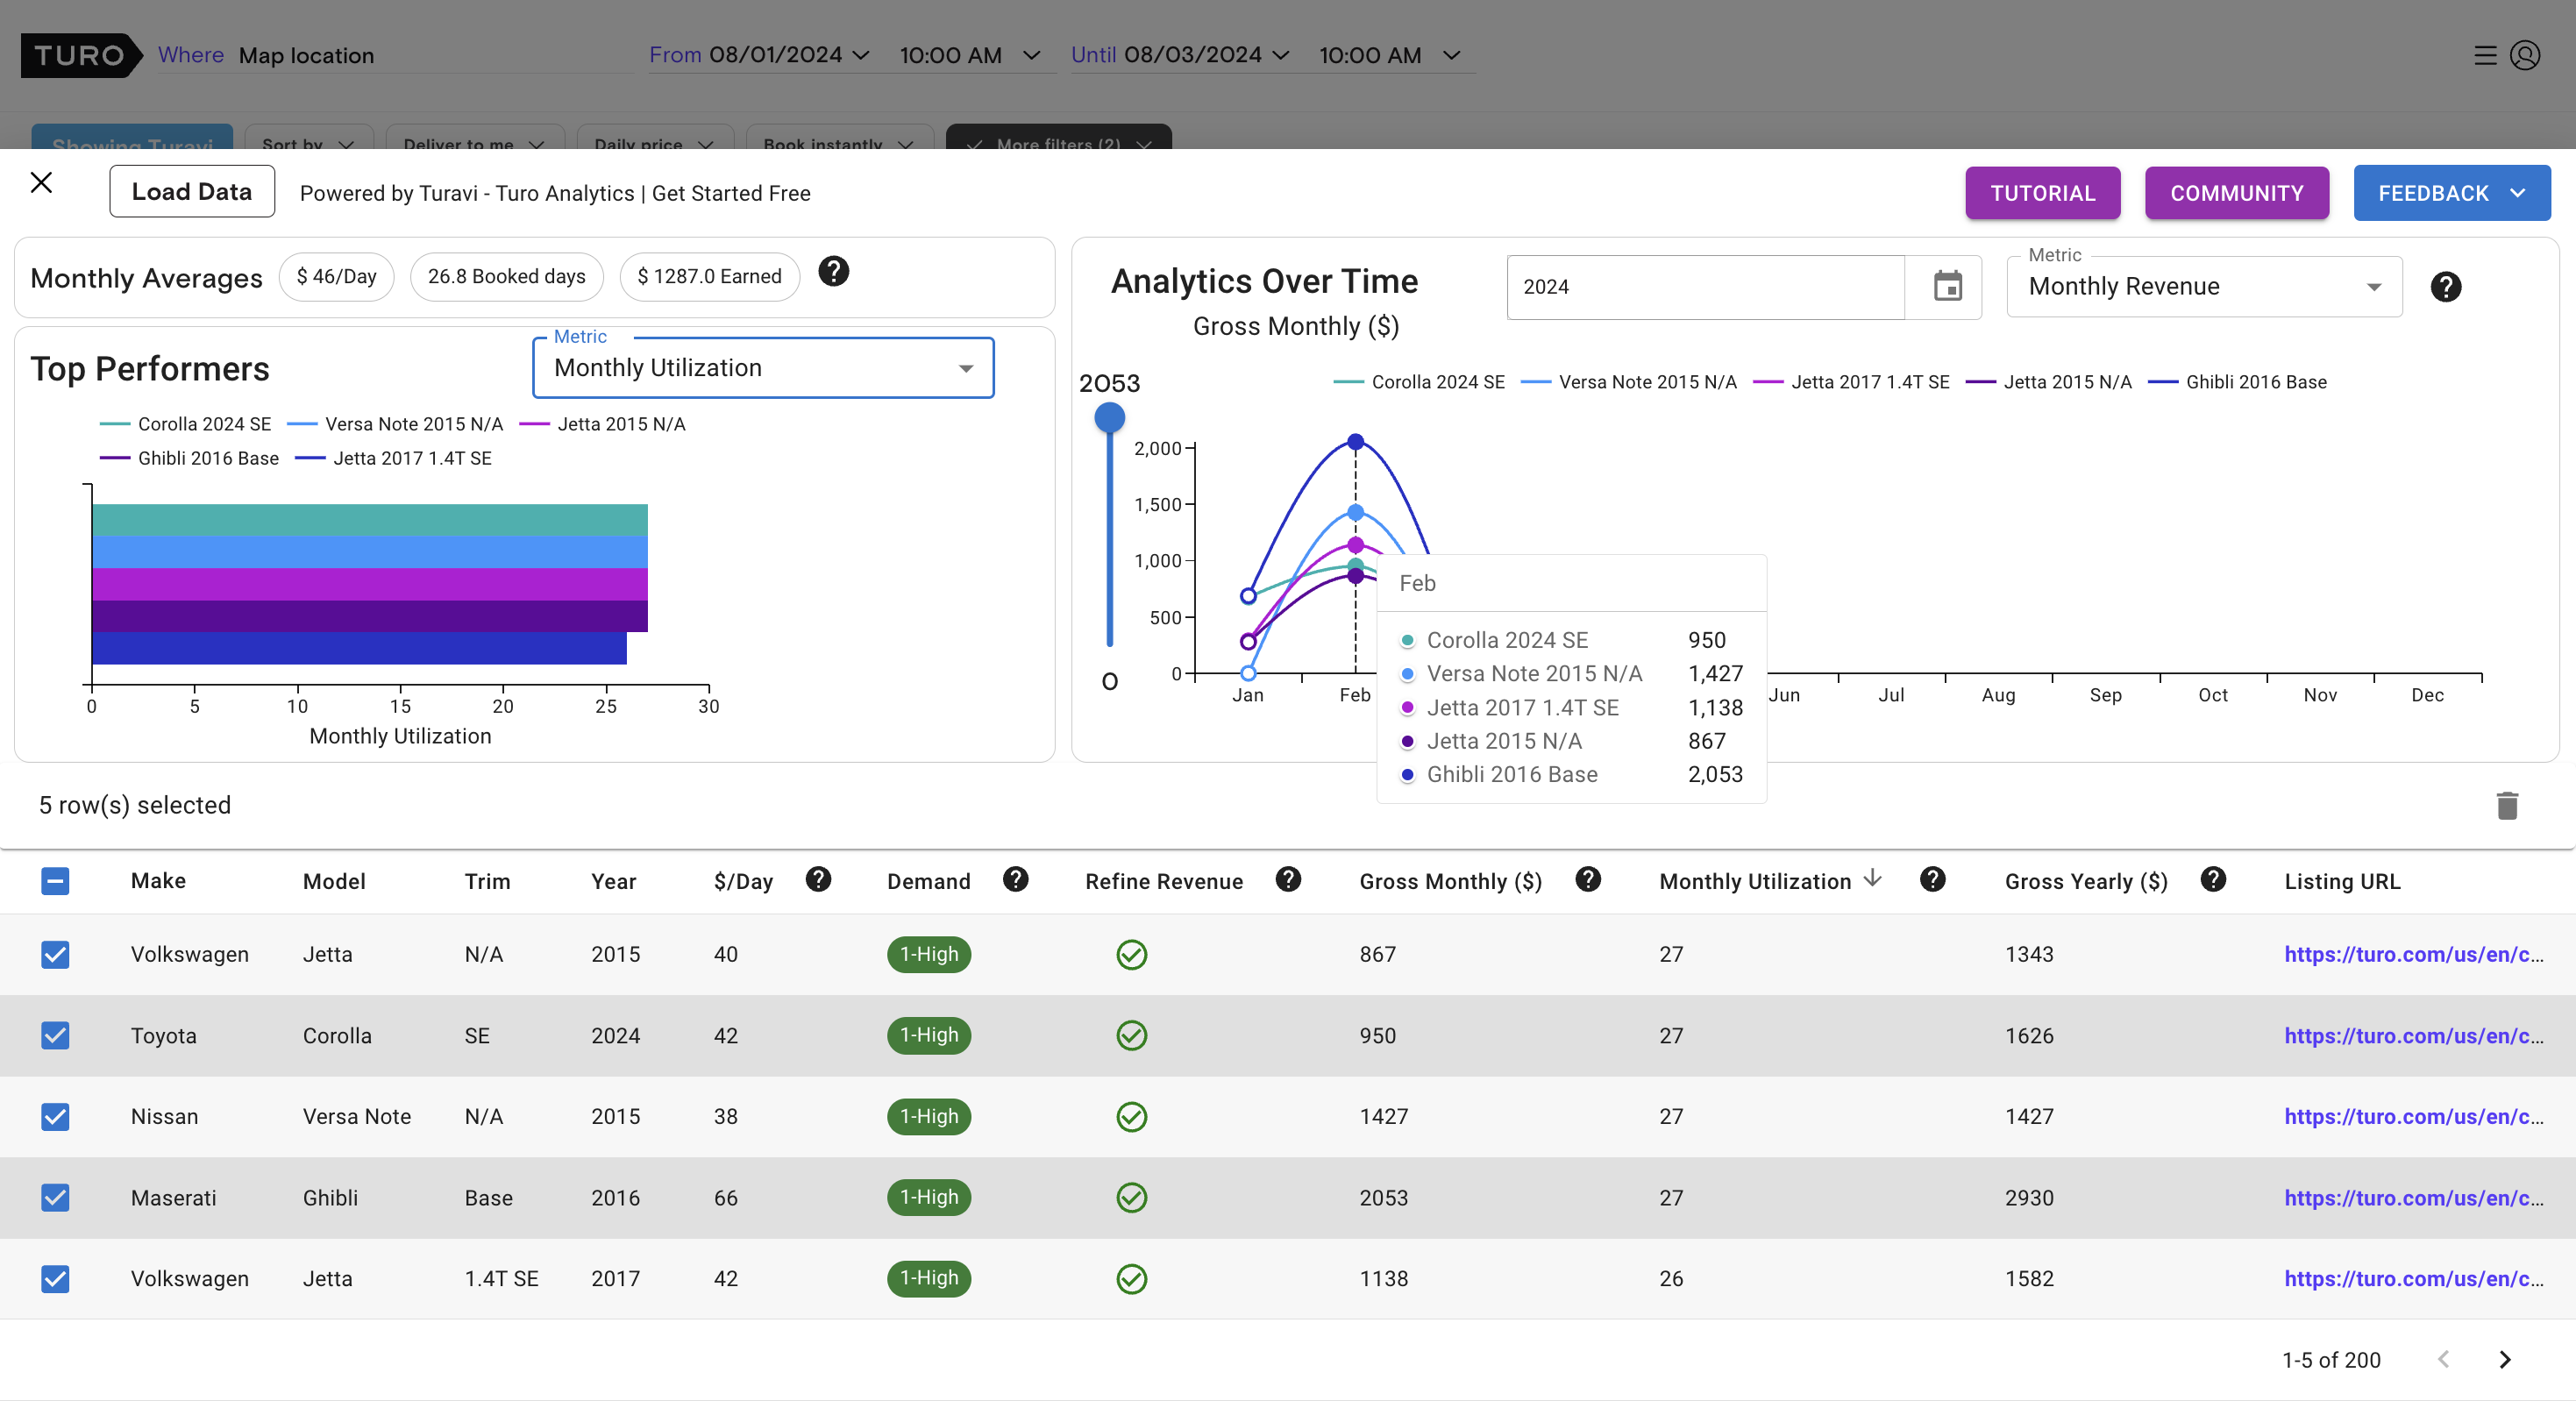 TURO Where Map location From 08/01/2024 10:00 AM Until 08/03/2024 10:00 AM
Showing Turavi Sort by Deliver to me Daily price Book instantly More filters (2)
Load Data Powered by Turavi - Turo Analytics | Get Started Free TUTORIAL COMMUNITY FEEDBACK
Monthly Averages $ 46/Day 26.8 Booked days $ 1287.0 Earned ?
Top Performers
Metric
Monthly Utilization
Corolla 2024 SE Versa Note 2015 N/A Jetta 2015 N/A
Ghibli 2016 Base Jetta 2017 1.4T SE
0 5 10 15 20 25 30
Monthly Utilization
Analytics Over Time
Gross Monthly ($)
2024
Metric
Monthly Revenue
?
2053
0
Corolla 2024 SE Versa Note 2015 N/A Jetta 2017 1.4T SE Jetta 2015 N/A Ghibli 2016 Base
2,000
1,500
1,000
500
0
Jan Feb Jun Jul Aug Sep Oct Nov Dec
Feb
Corolla 2024 SE 950
Versa Note 2015 N/A 1,427
Jetta 2017 1.4T SE 1,138
Jetta 2015 N/A 867
Ghibli 2016 Base 2,053
5 row(s) selected
Make Model Trim Year $/Day ? Demand ? Refine Revenue ? Gross Monthly ($) ? Monthly Utilization ? Gross Yearly ($) ? Listing URL
Volkswagen Jetta N/A 2015 40 1-High 867 27 1343 https://turo.com/us/en/c...
Toyota Corolla SE 2024 42 1-High 950 27 1626 https://turo.com/us/en/c...
Nissan Versa Note N/A 2015 38 1-High 1427 27 1427 https://turo.com/us/en/c...
Maserati Ghibli Base 2016 66 1-High 2053 27 2930 https://turo.com/us/en/c...
Volkswagen Jetta 1.4T SE 2017 42 1-High 1138 26 1582 https://turo.com/us/en/c...
1-5 of 200